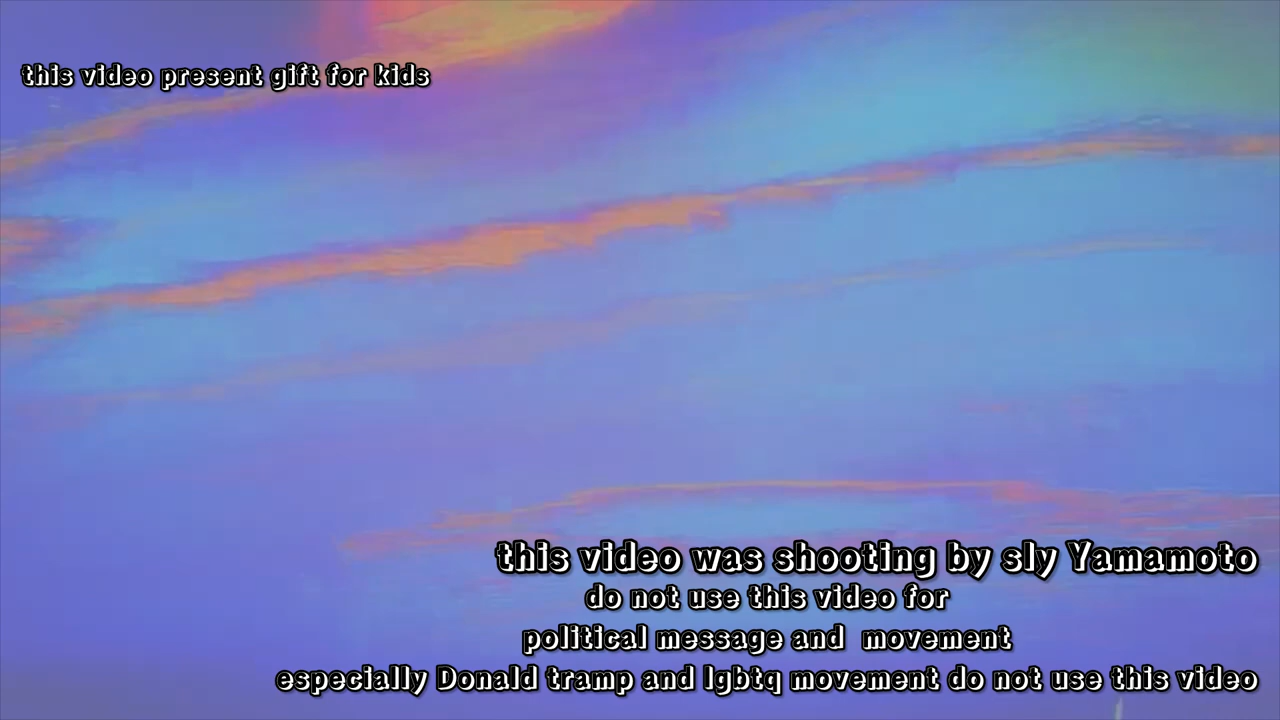 this video present gift for kids
this video was shooting by sly Yamamoto
do not use this video for
political message and movement
especially Donald tramp and lgbtq movement do not use this video